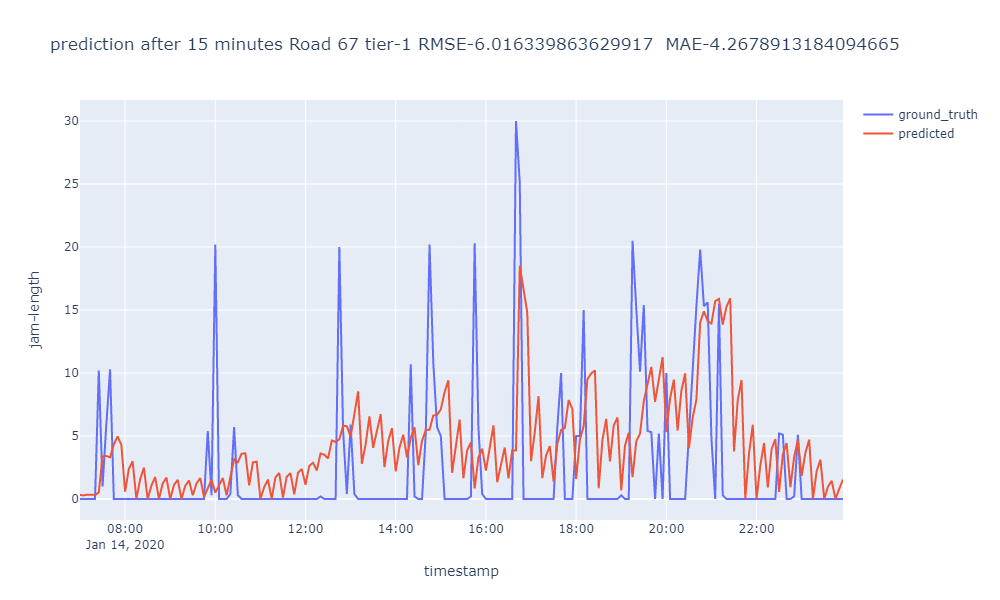 prediction after 15 minutes Road 67 tier-1 RMSE-6.016339863629917  MAE-4.2678913184094665
ground_truth
predicted
30
25
20
15
10
5
0
jam-length
08:00 10:00 12:00 14:00 16:00 18:00 20:00 22:00
Jan 14, 2020
timestamp